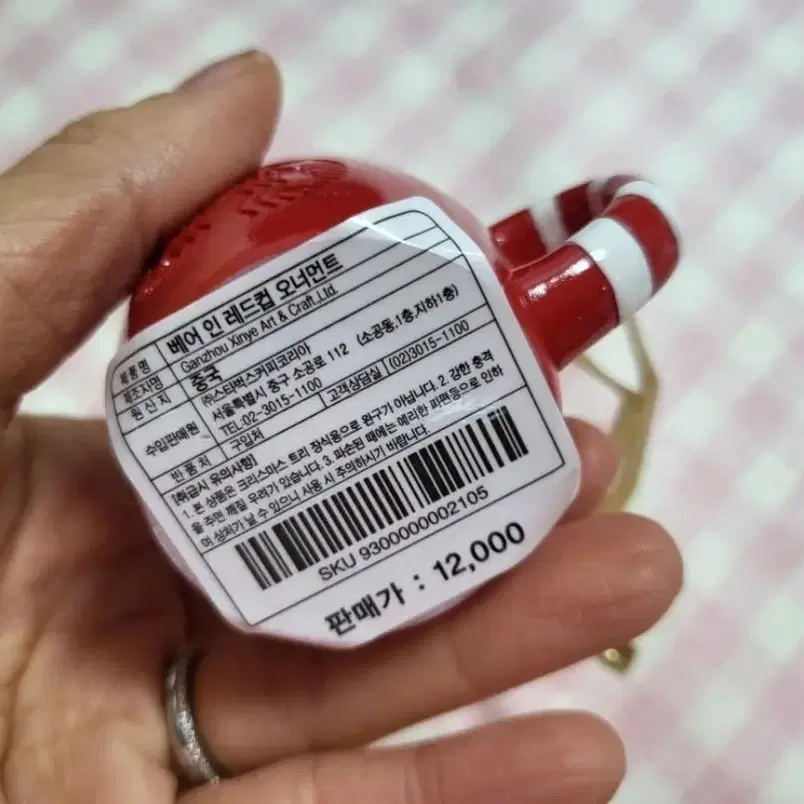 제품명 베어 인 레드컵 오너먼트
제조자명 Ganzhou Xinye Art & Craft.,Ltd.
원산지 중국
수입판매원 ㈜스타벅스커피코리아
서울특별시 중구 소공로 112 (소공동,1층,지하1층)
TEL:02-3015-1100 고객상담실 (02)3015-1100
반품처 구입처
[취급시 유의사항]
1. 본 상품은 크리스마스 트리 장식용으로 완구가 아닙니다. 2. 강한 충격
을 주면 깨질 우려가 있습니다. 3. 파손된 때에는 예리한 파편등으로 인하
여 상처가 날 수 있으니 사용 시 주의하시기 바랍니다.
SKU 9300000002105
판매가 : 12,000